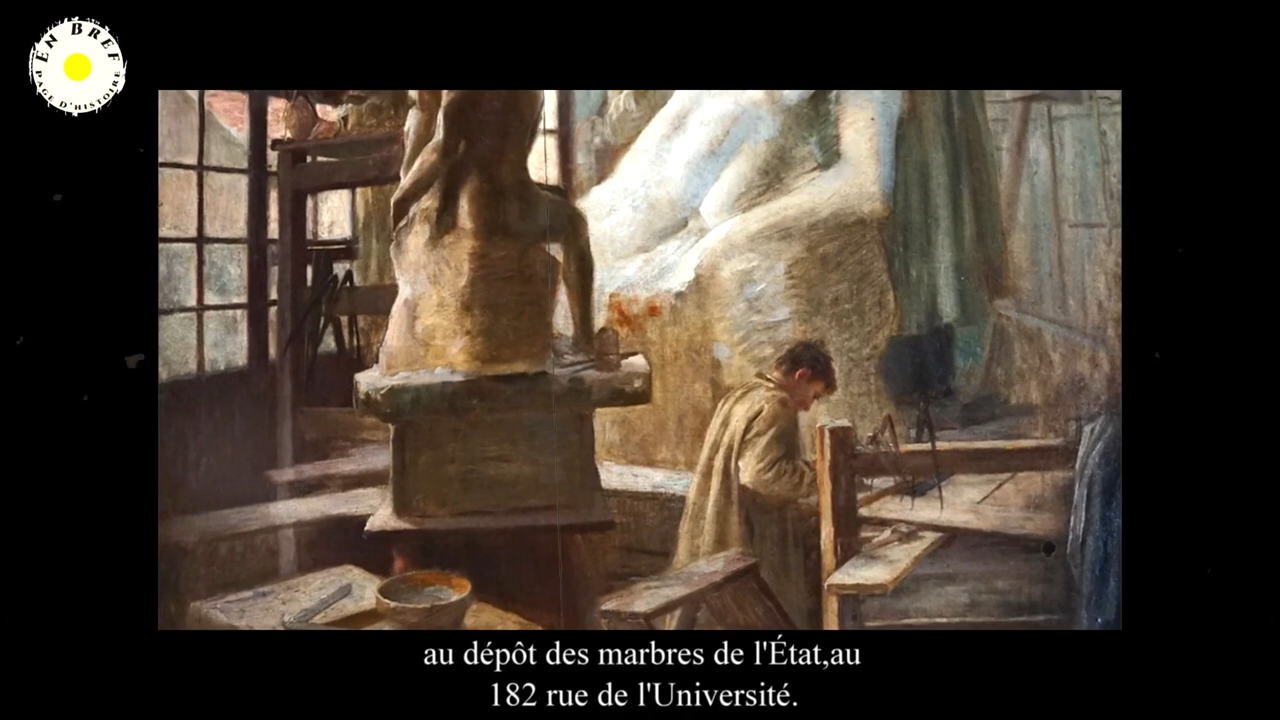 EN BREF
PAGE D'HISTOIRE
au dépôt des marbres de l'État,au
182 rue de l'Université.